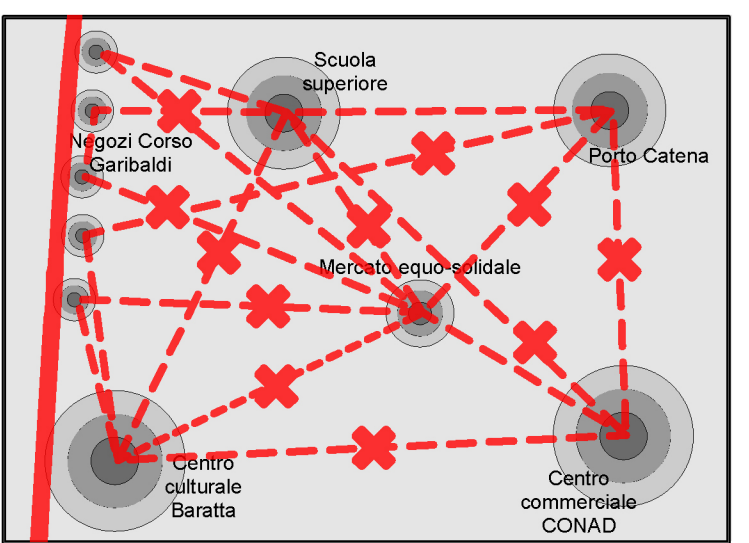 Scuola
superiore
Negozi Corso
Garibaldi
Porto Catena
Mercato equo-solidale
Centro
culturale
Baratta
Centro
commerciale
CONAD